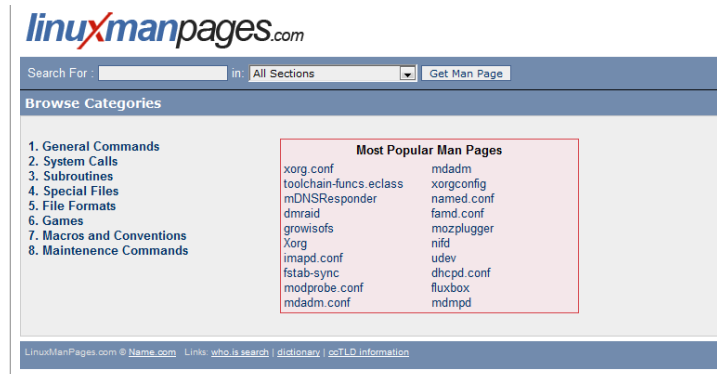 linuxmanpages.com
Search For : in: All Sections Get Man Page
Browse Categories
1. General Commands
2. System Calls
3. Subroutines
4. Special Files
5. File Formats
6. Games
7. Macros and Conventions
8. Maintenence Commands
Most Popular Man Pages
xorg.conf mdadm
toolchain-funcs.eclass xorgconfig
mDNSResponder named.conf
dmraid famd.conf
growisofs mozplugger
Xorg nifd
imapd.conf udev
fstab-sync dhcpd.conf
modprobe.conf fluxbox
mdadm.conf mdmpd
LinuxManPages.com © Name.com Links: who.is search | dictionary | ccTLD information